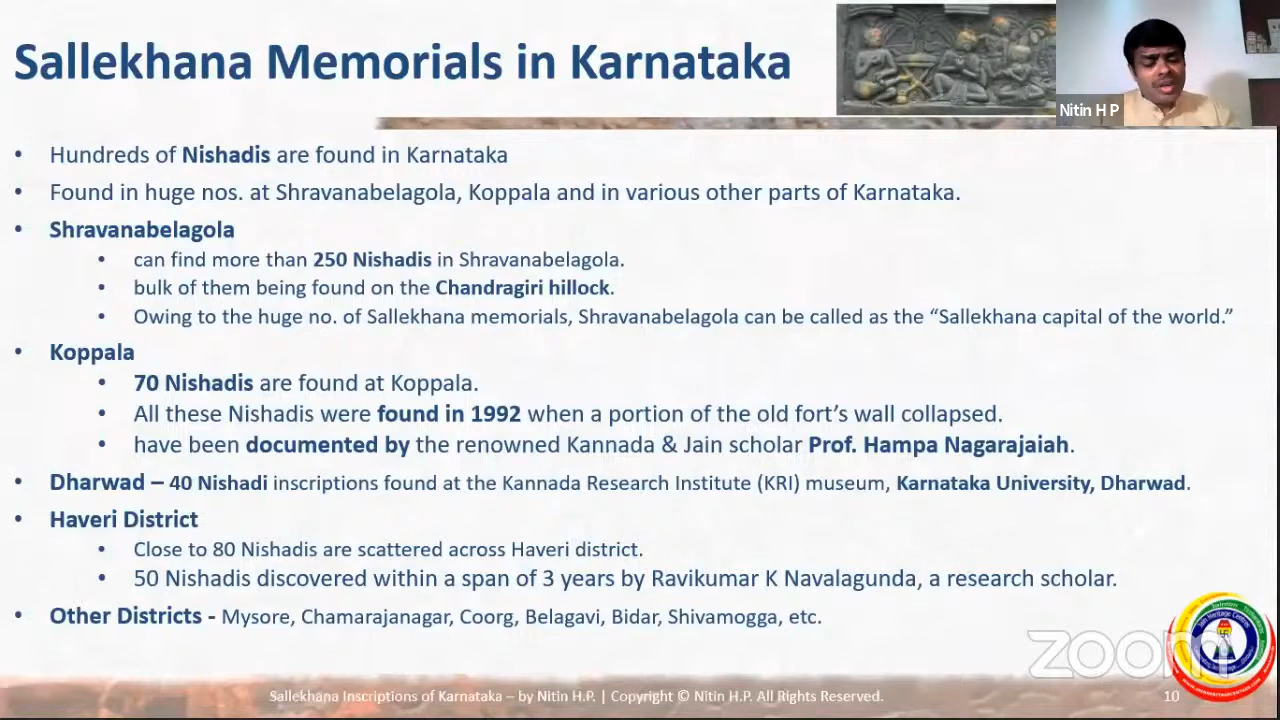 Sallekhana Memorials in Karnataka
Nitin H P
• Hundreds of Nishadis are found in Karnataka
• Found in huge nos. at Shravanabelagola, Koppala and in various other parts of Karnataka.
• Shravanabelagola
• can find more than 250 Nishadis in Shravanabelagola.
• bulk of them being found on the Chandragiri hillock.
• Owing to the huge no. of Sallekhana memorials, Shravanabelagola can be called as the “Sallekhana capital of the world.”
• Koppala
• 70 Nishadis are found at Koppala.
• All these Nishadis were found in 1992 when a portion of the old fort’s wall collapsed.
• have been documented by the renowned Kannada & Jain scholar Prof. Hampa Nagarajaiah.
• Dharwad – 40 Nishadi inscriptions found at the Kannada Research Institute (KRI) museum, Karnataka University, Dharwad.
• Haveri District
• Close to 80 Nishadis are scattered across Haveri district.
• 50 Nishadis discovered within a span of 3 years by Ravikumar K Navalagunda, a research scholar.
• Other Districts - Mysore, Chamarajanagar, Coorg, Belagavi, Bidar, Shivamogga, etc.
zoom
Jain Heritage Centres
Sallekhana Inscriptions of Karnataka – by Nitin H.P. | Copyright © Nitin H.P. All Rights Reserved.
10